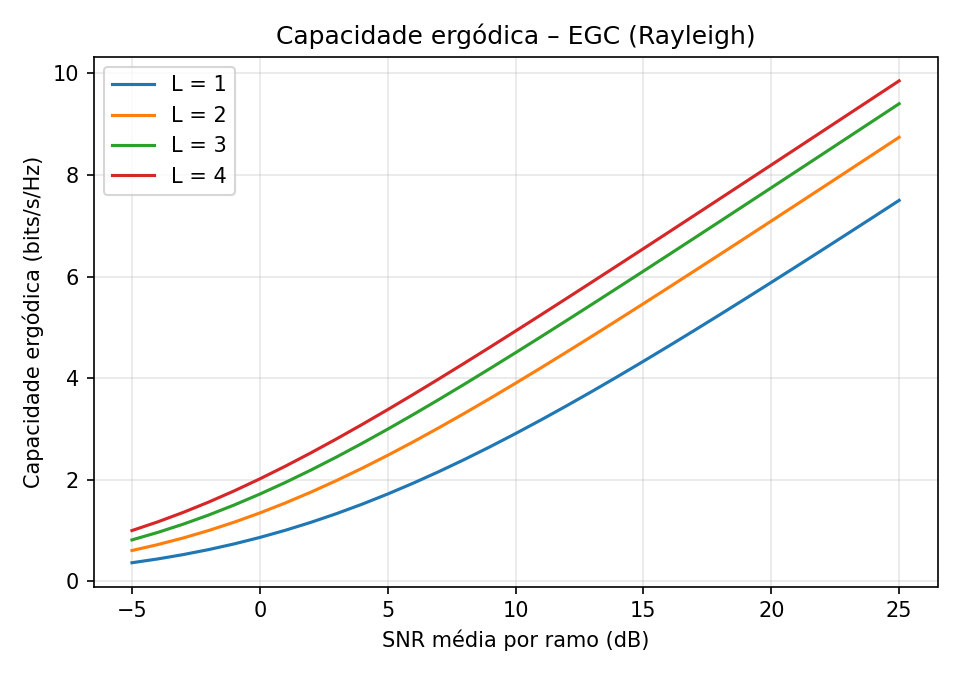 Capacidade ergódica – EGC (Rayleigh)
Capacidade ergódica (bits/s/Hz)
10
8
6
4
2
0
L = 1
L = 2
L = 3
L = 4
−5
0
5
10
15
20
25
SNR média por ramo (dB)